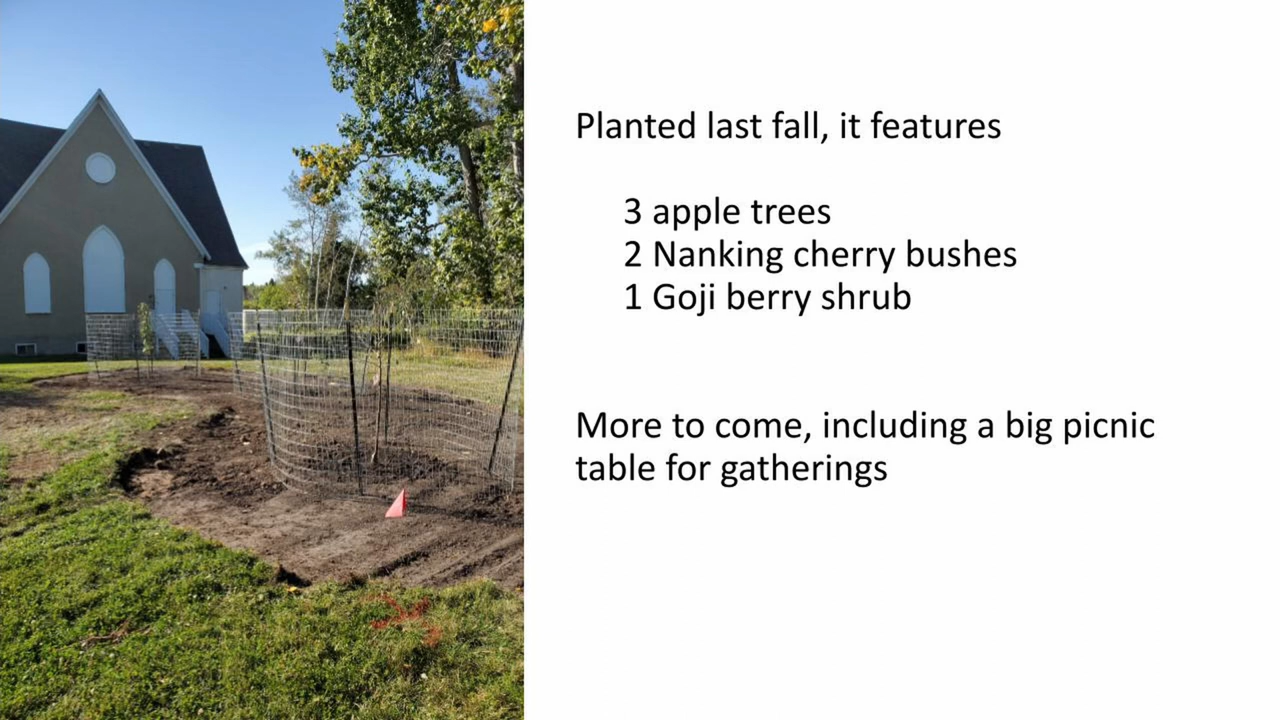 Planted last fall, it features
3 apple trees
2 Nanking cherry bushes
1 Goji berry shrub
More to come, including a big picnic
table for gatherings